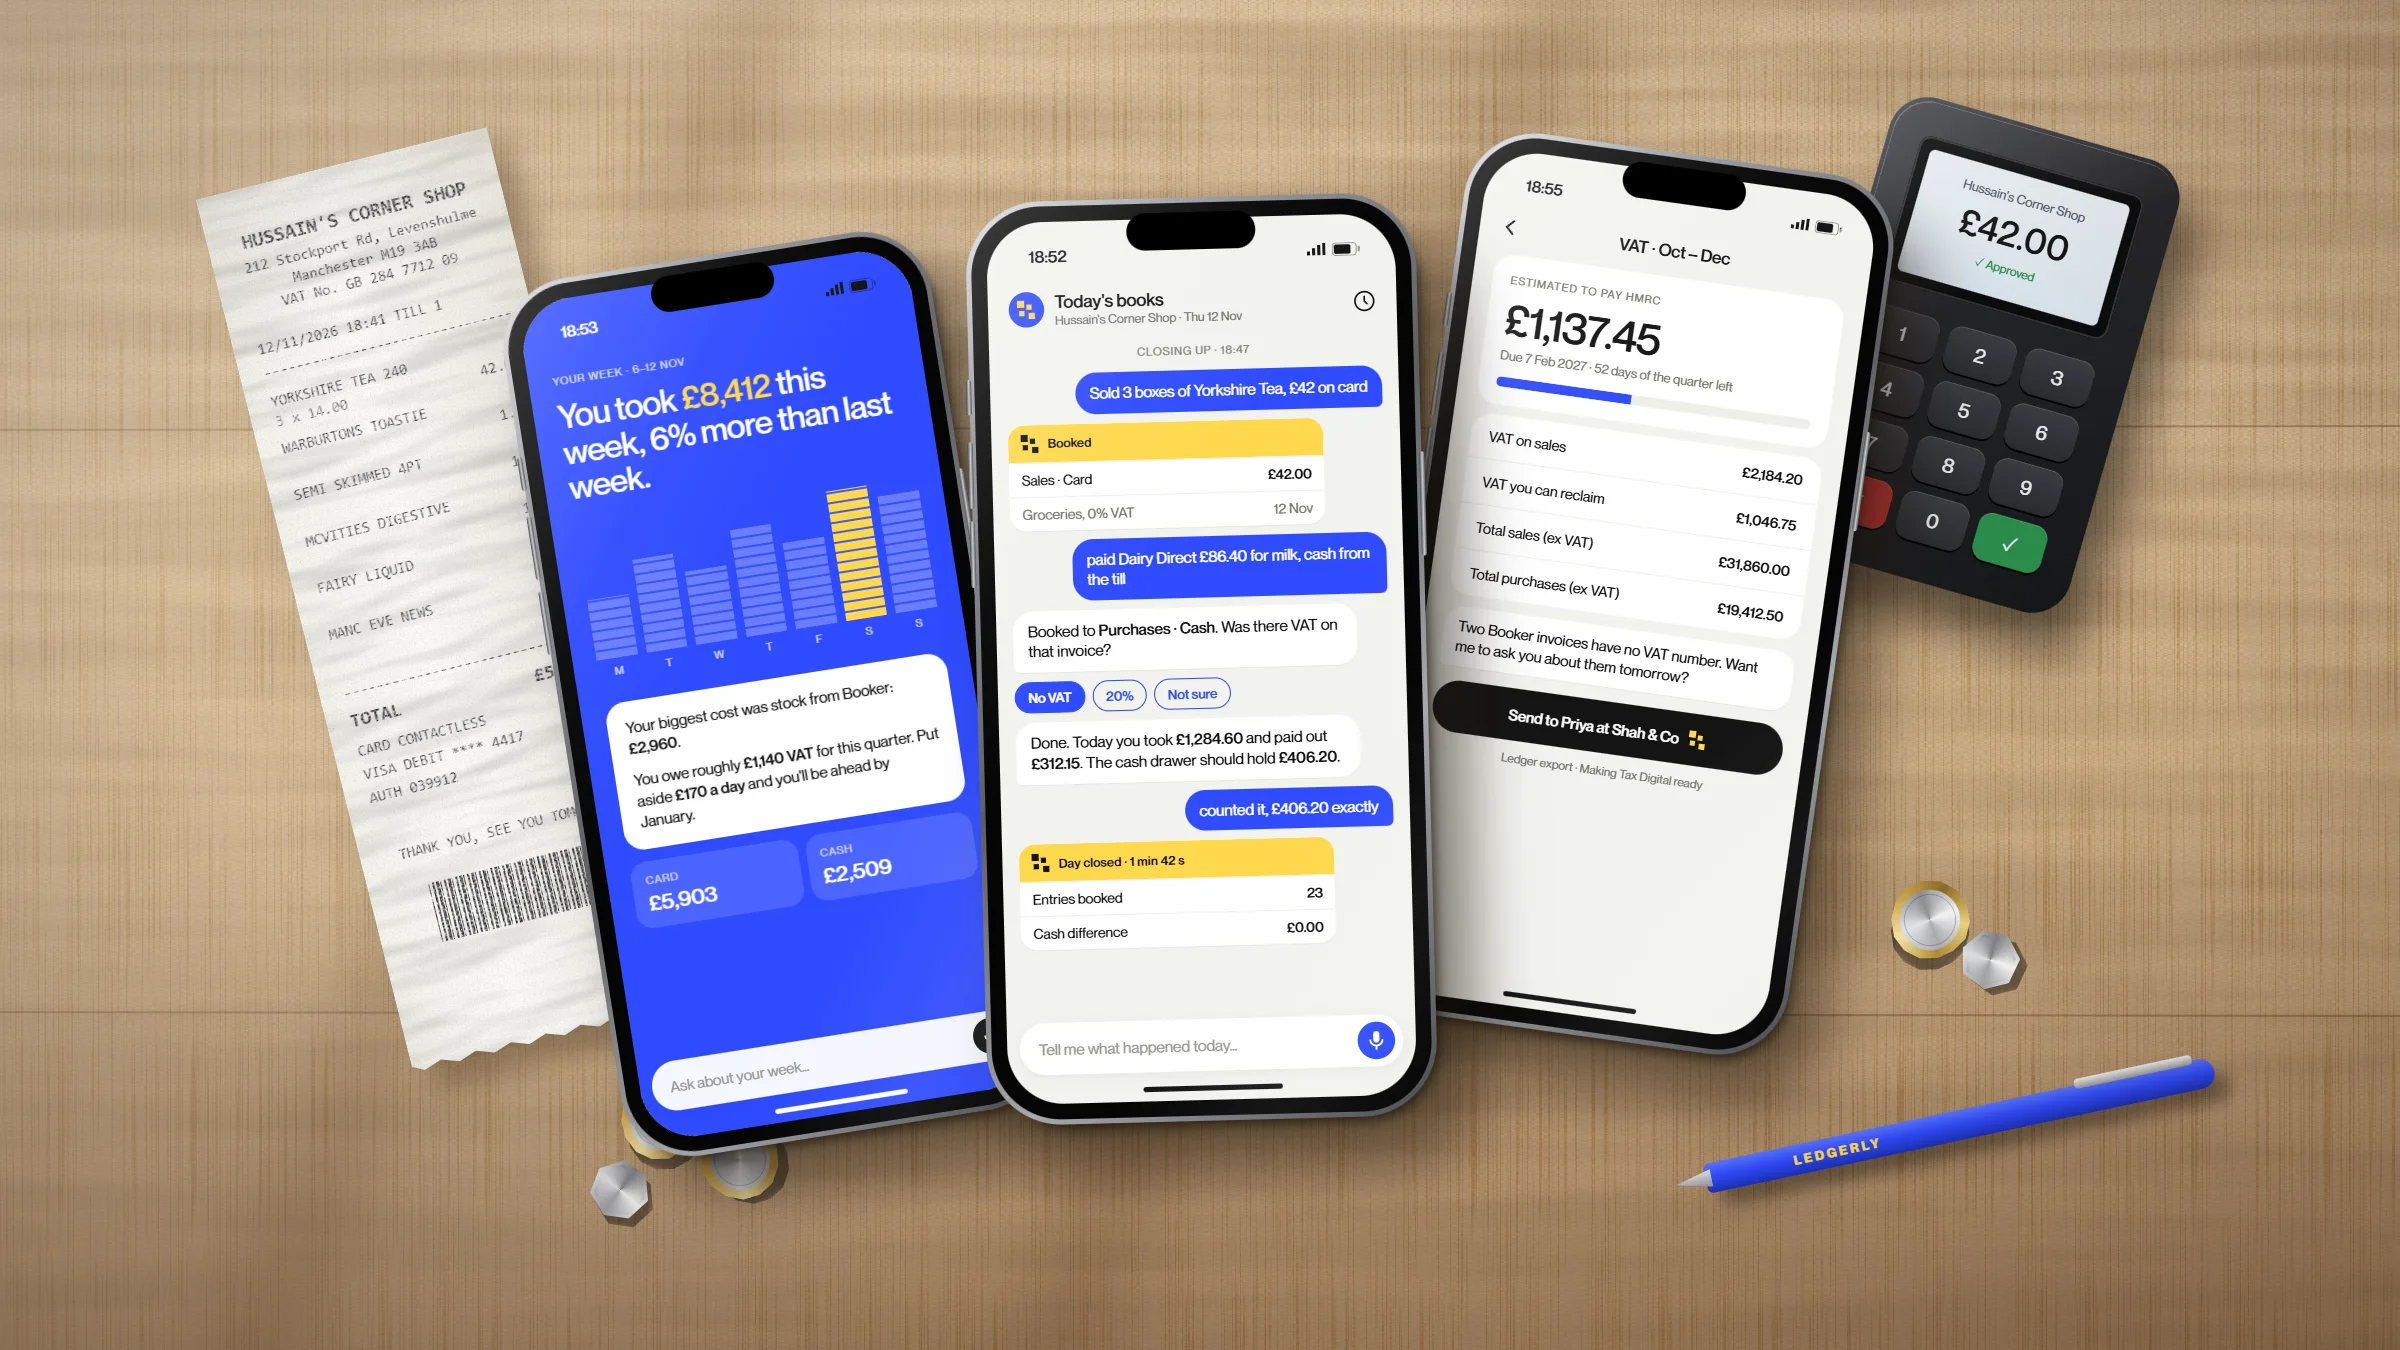 HUSSAIN'S CORNER SHOP
212 Stockport Rd, Levenshulme
Manchester M19 3AB
VAT No. GB 284 7712 09
12/11/2026 18:41 TILL 1
YORKSHIRE TEA 240 42.
3 x 14.00
WARBURTONS TOASTIE 1.
SEMI SKIMMED 4PT 1
MCVITIES DIGESTIVE
FAIRY LIQUID
MANC EVE NEWS
TOTAL £5
CARD CONTACTLESS
VISA DEBIT **** 4417
AUTH 039912
THANK YOU, SEE YOU TOM
18:53
YOUR WEEK · 6–12 NOV
You took £8,412 this
week, 6% more than last
week.
M T W T F S S
Your biggest cost was stock from Booker:
£2,960.
You owe roughly £1,140 VAT for this quarter. Put
aside £170 a day and you'll be ahead by
January.
CARD
£5,903
CASH
£2,509
Ask about your week...
18:52
Today's books
Hussain's Corner Shop · Thu 12 Nov
CLOSING UP · 18:47
Sold 3 boxes of Yorkshire Tea, £42 on card
Booked
Sales · Card £42.00
Groceries, 0% VAT 12 Nov
paid Dairy Direct £86.40 for milk, cash from
the till
Booked to Purchases · Cash. Was there VAT on
that invoice?
No VAT 20% Not sure
Done. Today you took £1,284.60 and paid out
£312.15. The cash drawer should hold £406.20.
counted it, £406.20 exactly
Day closed · 1 min 42 s
Entries booked 23
Cash difference £0.00
Tell me what happened today...
18:55
VAT · Oct – Dec
ESTIMATED TO PAY HMRC
£1,137.45
Due 7 Feb 2027 · 52 days of the quarter left
VAT on sales £2,184.20
VAT you can reclaim £1,046.75
Total sales (ex VAT) £31,860.00
Total purchases (ex VAT) £19,412.50
Two Booker invoices have no VAT number. Want
me to ask you about them tomorrow?
Send to Priya at Shah & Co
Ledger export · Making Tax Digital ready
Hussain's Corner Shop
£42.00
✓ Approved
1 2 3
4 5 6
7 8 9
0 ✓
LEDGERLY